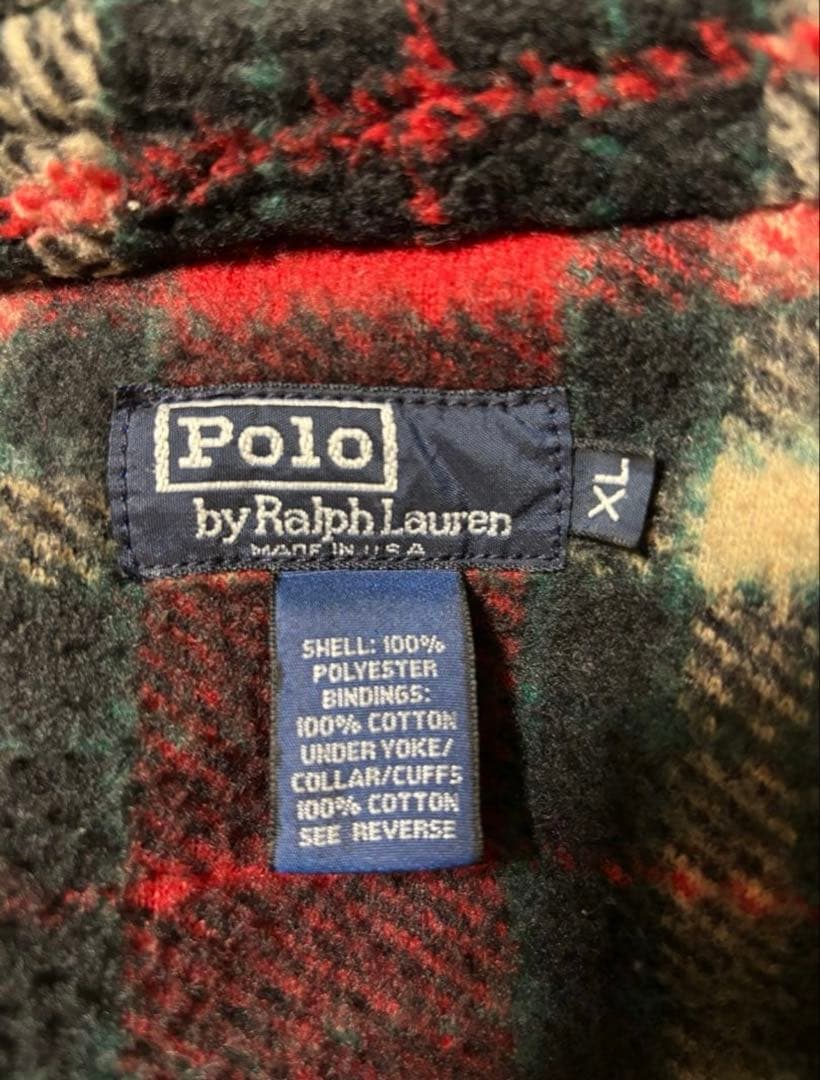 Polo
by Ralph Lauren
MADE IN U.S.A
XL
SHELL: 100%
POLYESTER
BINDINGS:
100% COTTON
UNDER YOKE/
COLLAR/CUFFS
100% COTTON
SEE REVERSE